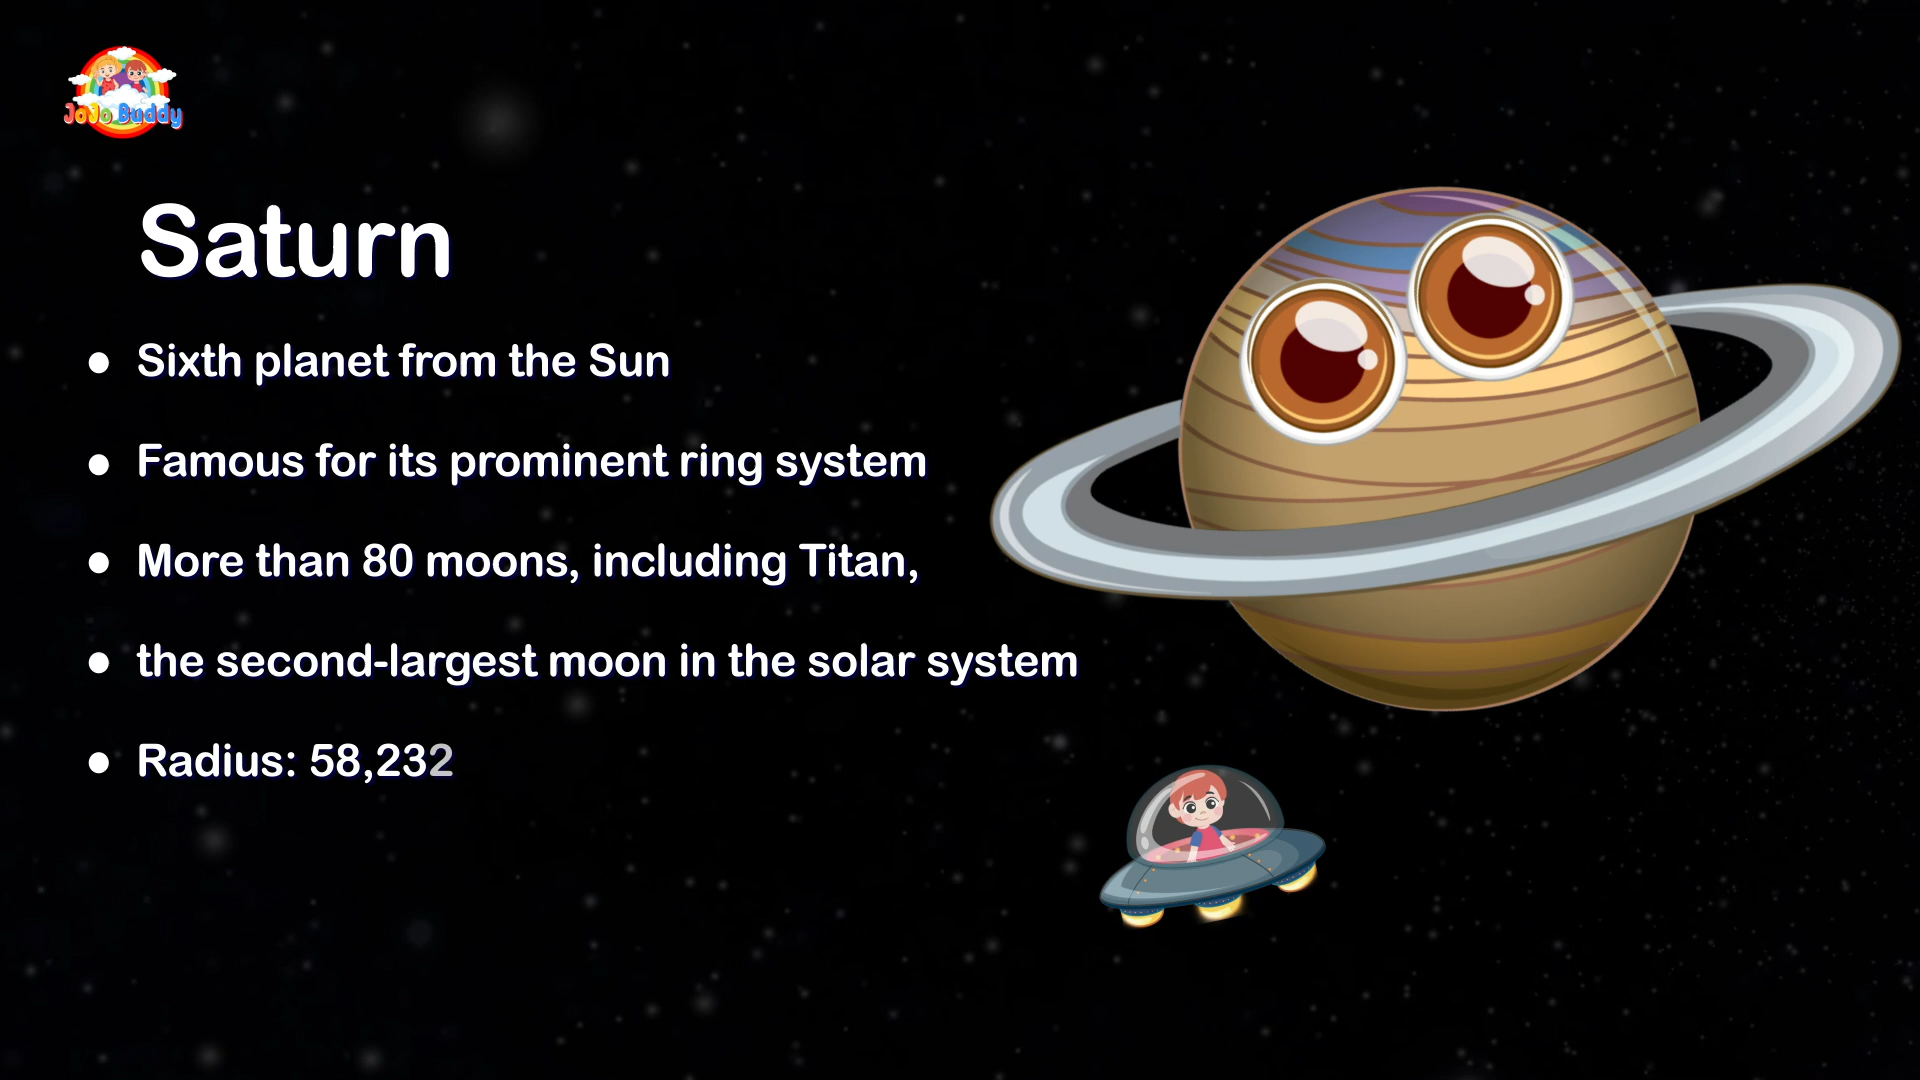 JoJo Buddy
Saturn
• Sixth planet from the Sun
• Famous for its prominent ring system
• More than 80 moons, including Titan,
• the second-largest moon in the solar system
• Radius: 58,232